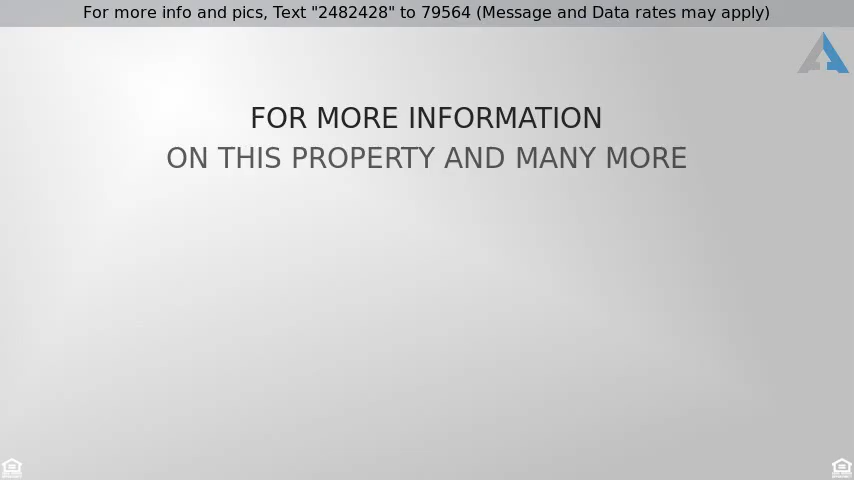 For more info and pics, Text "2482428" to 79564 (Message and Data rates may apply)
FOR MORE INFORMATION
ON THIS PROPERTY AND MANY MORE